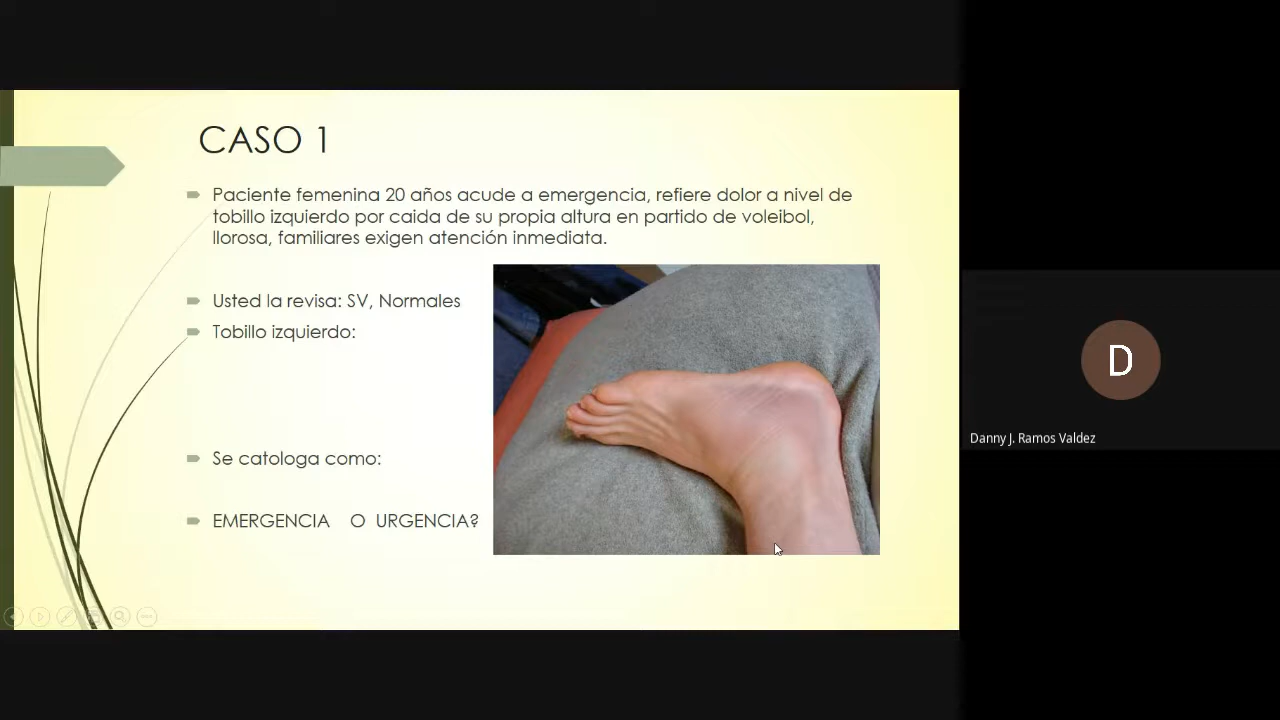 CASO 1
Paciente femenina 20 años acude a emergencia, refiere dolor a nivel de
tobillo izquierdo por caida de su propia altura en partido de voleibol,
llorosa, familiares exigen atención inmediata.
Usted la revisa: SV, Normales
Tobillo izquierdo:
Se catologa como:
EMERGENCIA O URGENCIA?
D
Danny J. Ramos Valdez